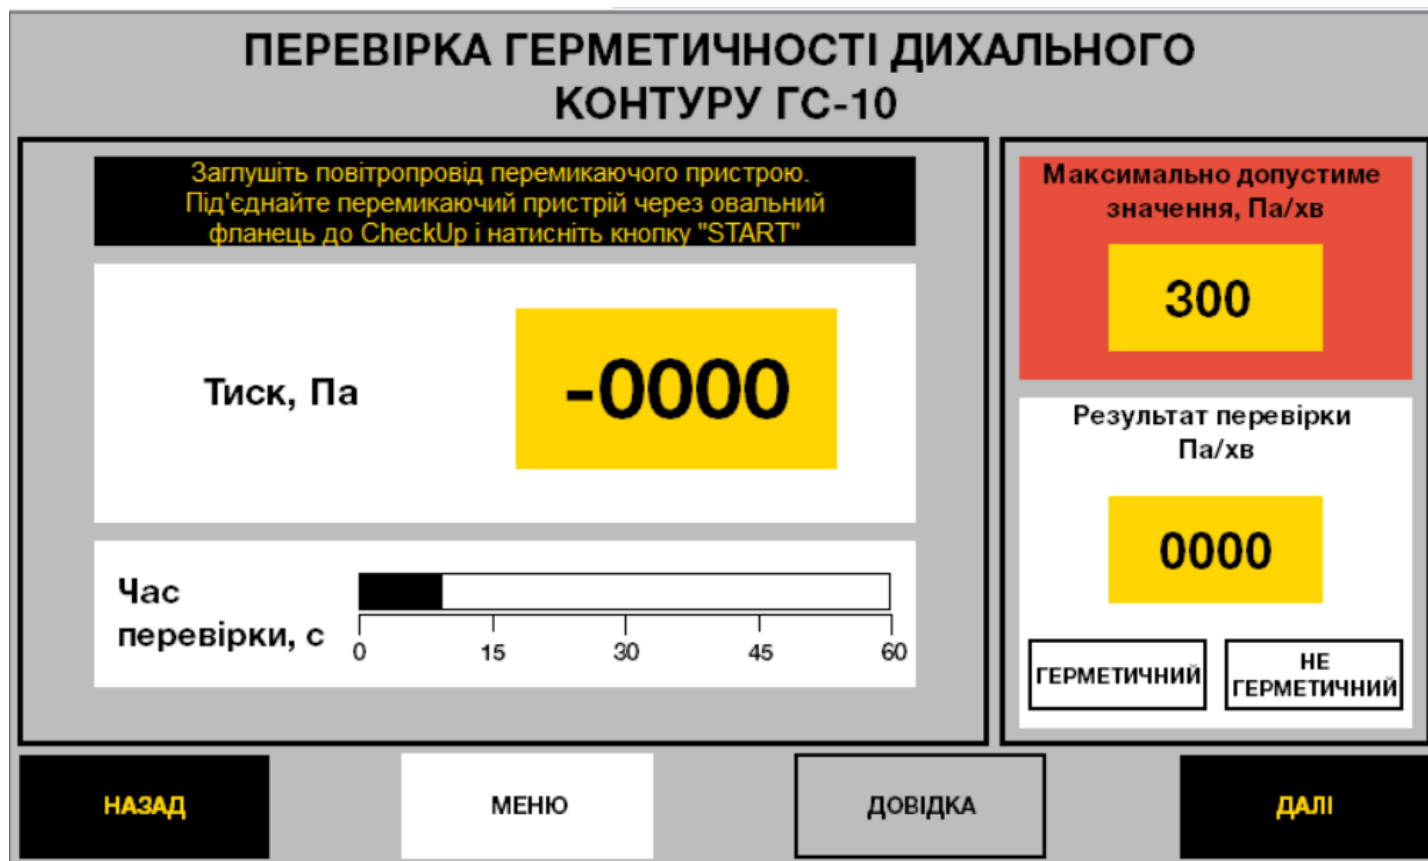 ПЕРЕВІРКА ГЕРМЕТИЧНОСТІ ДИХАЛЬНОГО
КОНТУРУ ГС-10
Заглушіть повітропровід перемикаючого пристрою.
Під'єднайте перемикаючий пристрій через овальний
фланець до CheckUp і натисніть кнопку "START"
Тиск, Па
-0000
Час
перевірки, с
0 15 30 45 60
Максимально допустиме
значення, Па/хв
300
Результат перевірки
Па/хв
0000
ГЕРМЕТИЧНИЙ
НЕ
ГЕРМЕТИЧНИЙ
НАЗАД
МЕНЮ
ДОВІДКА
ДАЛІ